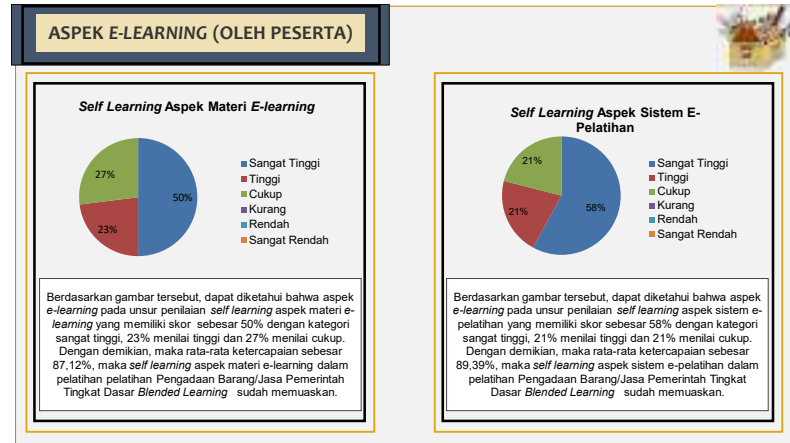 ASPEK E-LEARNING (OLEH PESERTA)
Self Learning Aspek Materi E-learning
27%
50%
23%
Sangat Tinggi
Tinggi
Cukup
Kurang
Rendah
Sangat Rendah
Berdasarkan gambar tersebut, dapat diketahui bahwa aspek
e-learning pada unsur penilaian self learning aspek materi e-
learning yang memiliki skor sebesar 50% dengan kategori
sangat tinggi, 23% menilai tinggi dan 27% menilai cukup.
Dengan demikian, maka rata-rata ketercapaian sebesar
87,12%, maka self learning aspek materi e-learning dalam
pelatihan pelatihan Pengadaan Barang/Jasa Pemerintah
Tingkat Dasar Blended Learning sudah memuaskan.
Self Learning Aspek Sistem E-
Pelatihan
21%
58%
21%
Sangat Tinggi
Tinggi
Cukup
Kurang
Rendah
Sangat Rendah
Berdasarkan gambar tersebut, dapat diketahui bahwa aspek
e-learning pada unsur penilaian self learning aspek sistem e-
pelatihan yang memiliki skor sebesar 58% dengan kategori
sangat tinggi, 21% menilai tinggi dan 21% menilai cukup.
Dengan demikian, maka rata-rata ketercapaian sebesar
89,39%, maka self learning aspek sistem e-pelatihan dalam
pelatihan Pengadaan Barang/Jasa Pemerintah Tingkat
Dasar Blended Learning sudah memuaskan.